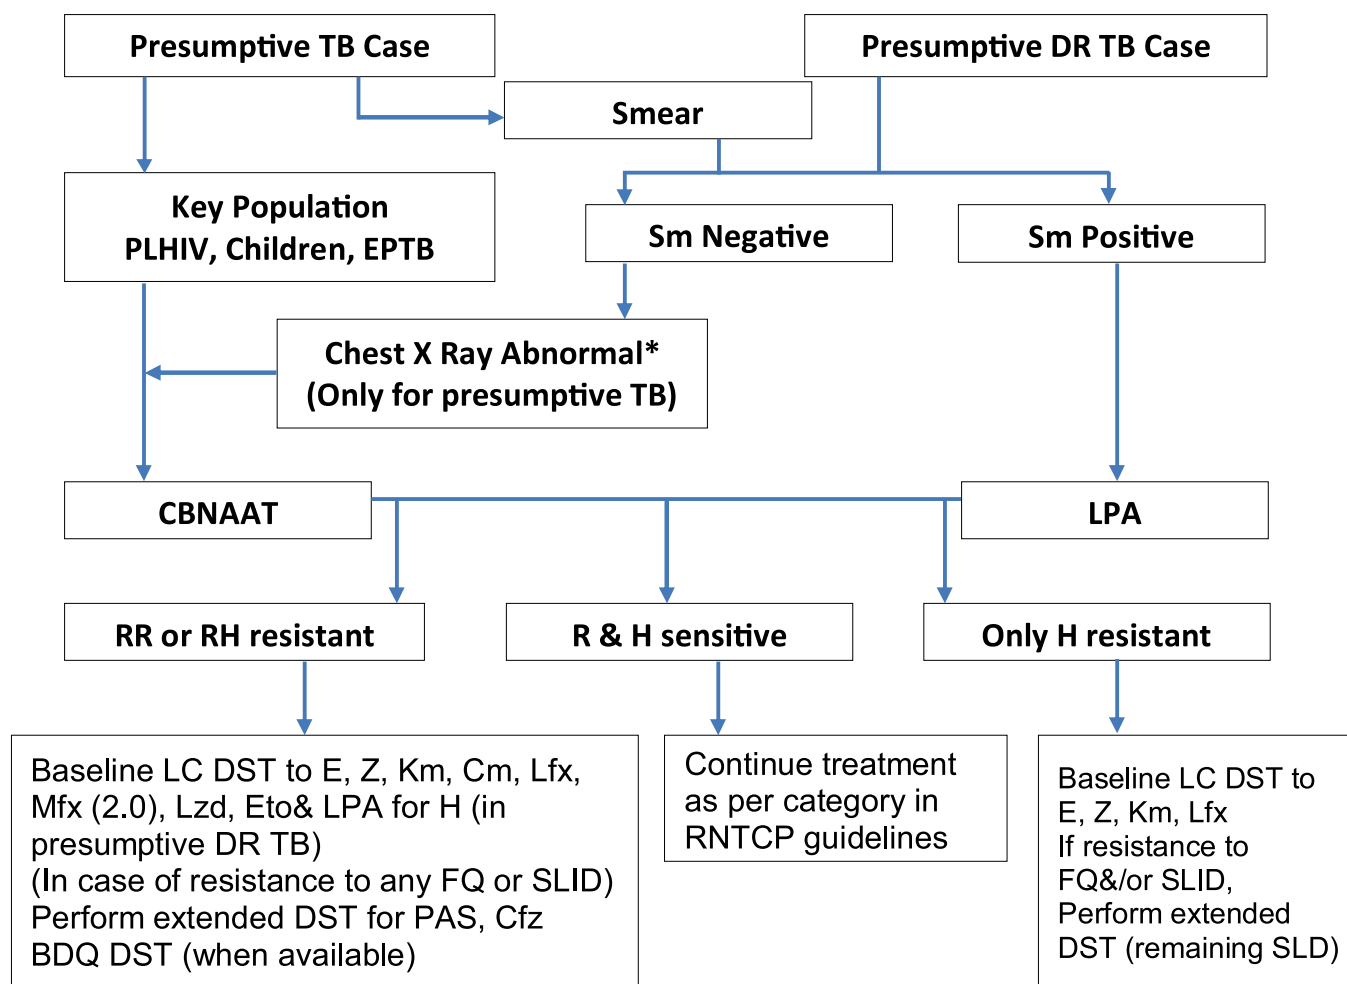 Presumptive TB Case
Presumptive DR TB Case
Smear
Key Population
PLHIV, Children, EPTB
Sm Negative
Sm Positive
Chest X Ray Abnormal*
(Only for presumptive TB)
CBNAAT
LPA
RR or RH resistant
R & H sensitive
Only H resistant
Baseline LC DST to E, Z, Km, Cm, Lfx,
Mfx (2.0), Lzd, Eto& LPA for H (in
presumptive DR TB)
(In case of resistance to any FQ or SLID)
Perform extended DST for PAS, Cfz
BDQ DST (when available)
Continue treatment
as per category in
RNTCP guidelines
Baseline LC DST to
E, Z, Km, Lfx
If resistance to
FQ&/or SLID,
Perform extended
DST (remaining SLD)